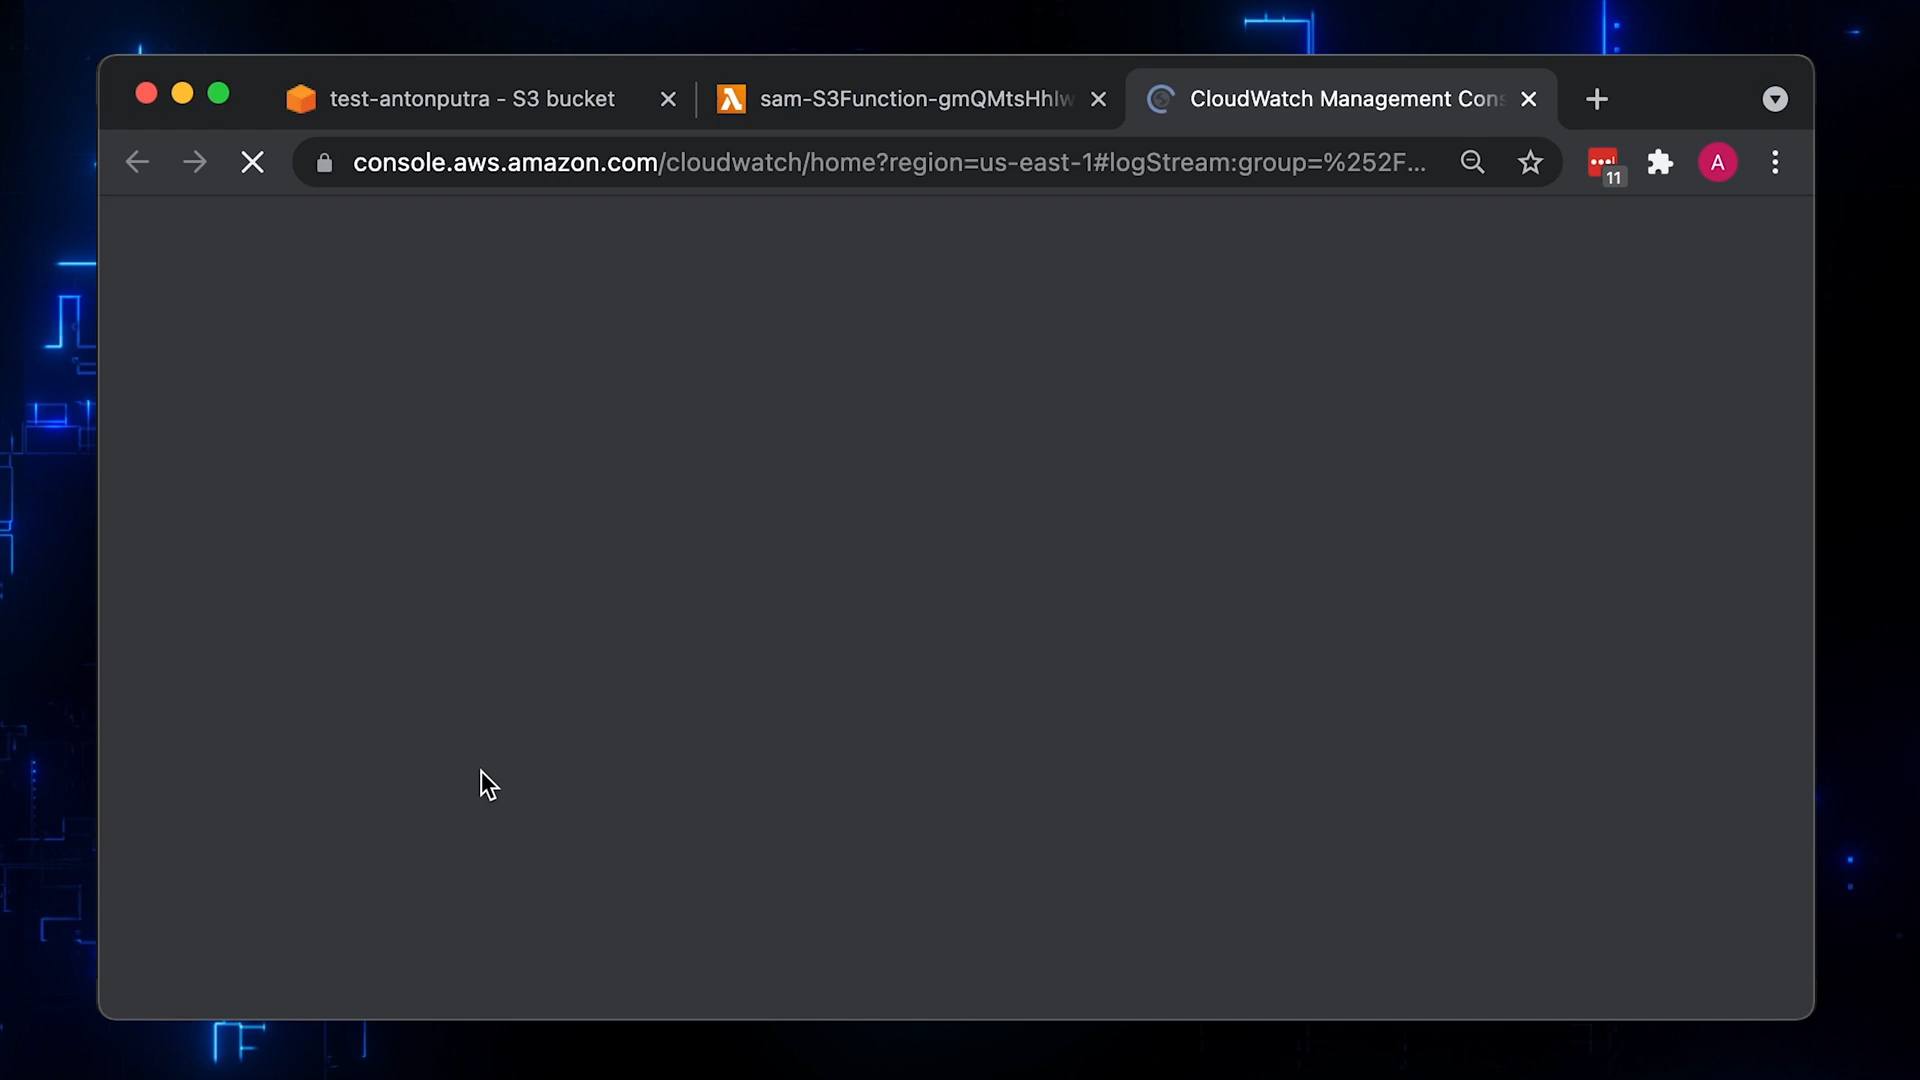 test-antonputra - S3 bucket
sam-S3Function-gmQMtsHhlw
CloudWatch Management Cons
console.aws.amazon.com/cloudwatch/home?region=us-east-1#logStream:group=%252F...
11
A